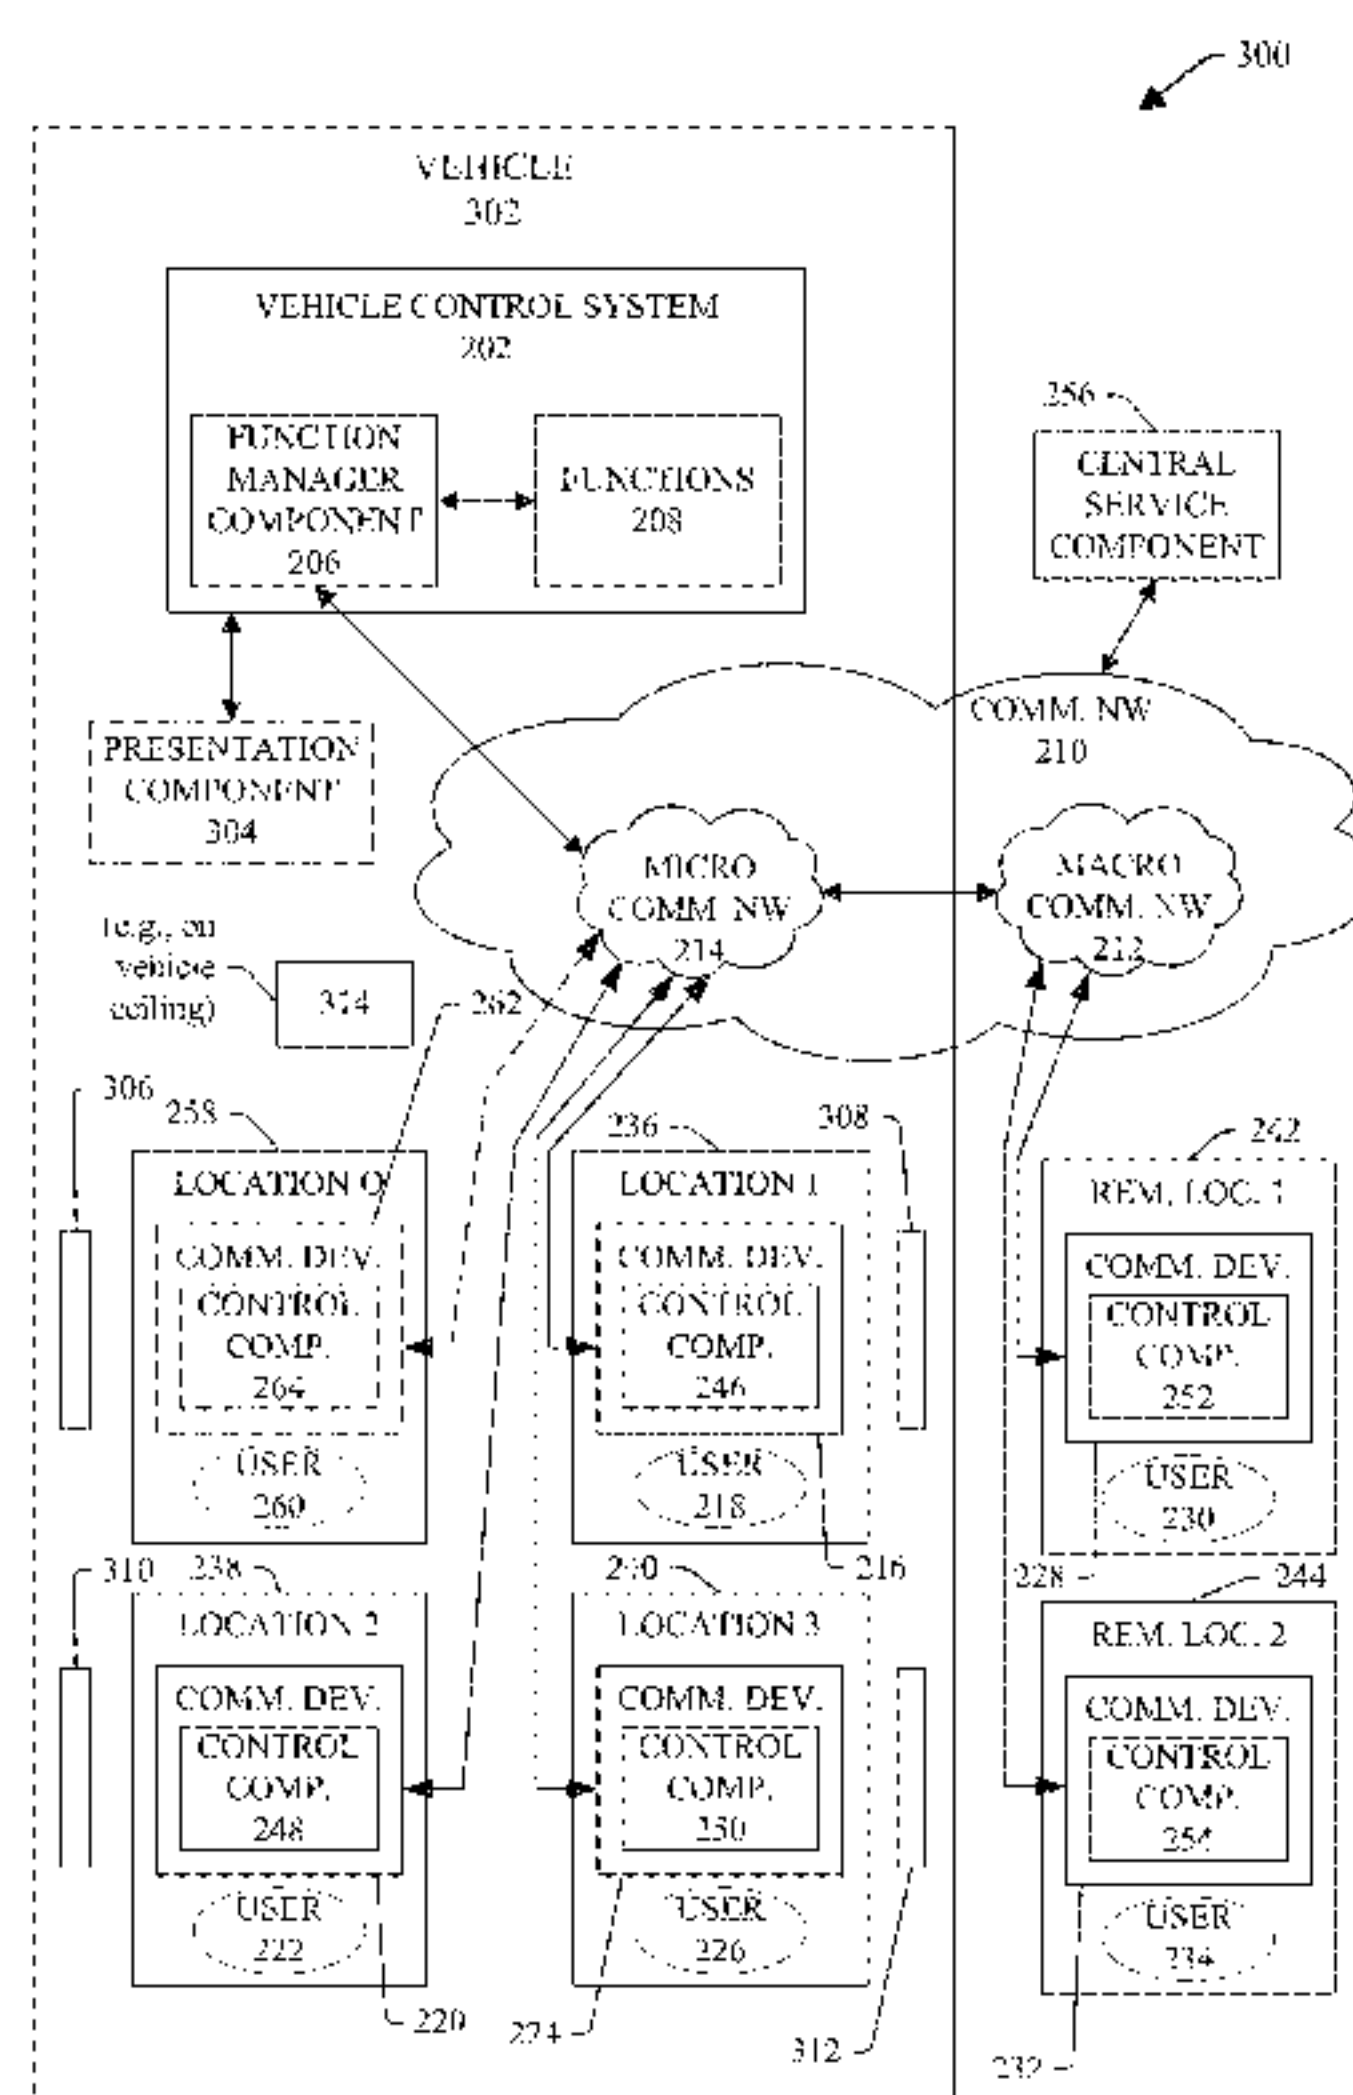 300
VEHICLE
302
VEHICLE CONTROL SYSTEM
202
FUNCTION
MANAGER
COMPONENT
206
FUNCTIONS
208
256
CENTRAL
SERVICE
COMPONENT
PRESENTATION
COMPONENT
304
COMM. NW
210
MICRO
COMM. NW
214
MACRO
COMM. NW
212
(e.g., on
vehicle
ceiling)
324
262
306
258
236
308
242
LOCATION 0
COMM. DEV.
CONTROL
COMP.
264
USER
260
LOCATION 1
COMM. DEV.
CONTROL
COMP.
246
USER
218
REM. LOC. 1
COMM. DEV.
CONTROL
COMP.
252
USER
230
310
238
240
216
228
244
LOCATION 2
COMM. DEV.
CONTROL
COMP.
248
USER
222
LOCATION 3
COMM. DEV.
CONTROL
COMP.
250
USER
226
REM. LOC. 2
COMM. DEV.
CONTROL
COMP.
254
USER
234
220
224
312
232